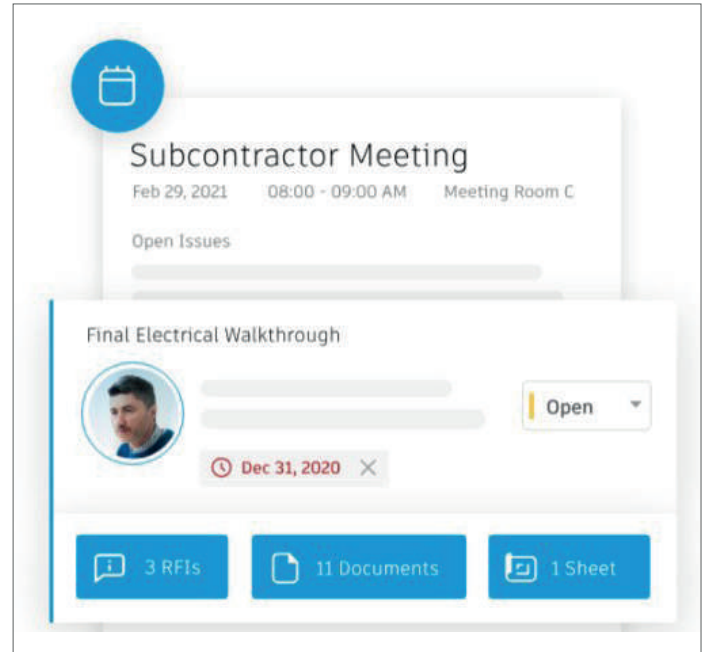 Subcontractor Meeting
Feb 29, 2021 08:00 - 09:00 AM Meeting Room C
Open Issues
Final Electrical Walkthrough
Open
Dec 31, 2020
3 RFIs 11 Documents 1 Sheet